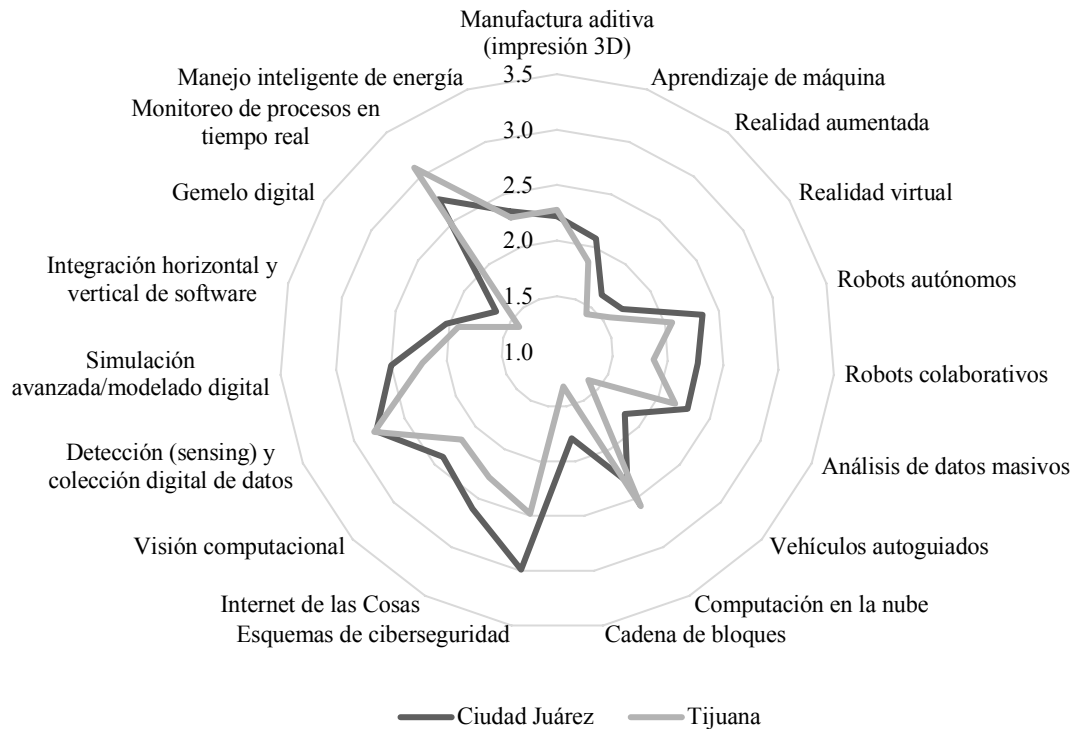 Manufactura aditiva
(impresión 3D)
3.5
3.0
2.5
2.0
1.5
1.0
Aprendizaje de máquina
Realidad aumentada
Realidad virtual
Robots autónomos
Robots colaborativos
Análisis de datos masivos
Vehículos autoguiados
Computación en la nube
Cadena de bloques
Esquemas de ciberseguridad
Internet de las Cosas
Visión computacional
Detección (sensing) y
colección digital de datos
Simulación
avanzada/modelado digital
Integración horizontal y
vertical de software
Gemelo digital
Monitoreo de procesos en
tiempo real
Manejo inteligente de energía
Ciudad Juárez
Tijuana